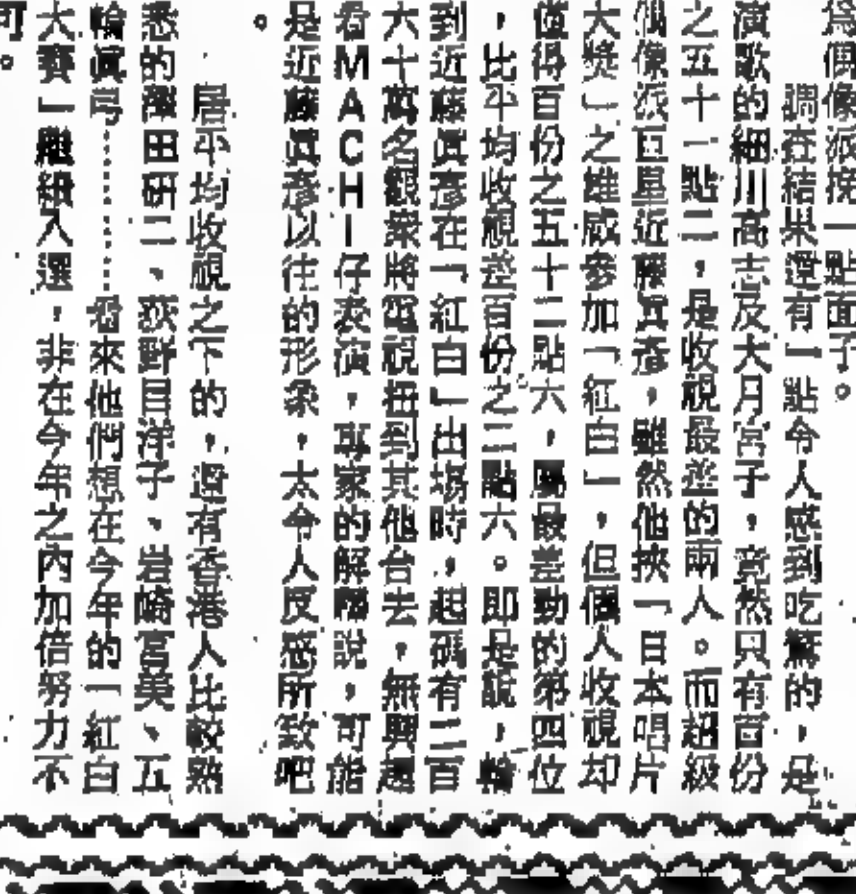 爲偶像派挽一點面子。
調查結果還有一點令人感到吃驚的，是
演歌的細川高志及大月宮子，竟然只有百份
之五十一點二，是收視最差的兩人。而超級
偶像派巨星近藤眞彥，雖然他挾一日本唱片
大獎」之雄威參加「紅白」，但個人收視却
僅得百份之五十二點六，屬最差勁的第四位
，比平均收視差百份之二點六。即是說，輪
到近藤眞彥在「紅白」出場時，起碼有二百
六十萬名觀衆將電視扭到其他台去，無興趣
看MACHI仔表演，專家的解釋說，可能
是近藤眞彥以往的形象，太令人反感所致吧
。
居平均收視之下的，還有香港人比較熟
悉的澤田研二、荻野目洋子、岩崎宮美、五
輪眞弓……看來他們想在今年的「紅白
大賽」繼續入選，非在今年之內加倍努力不
可。